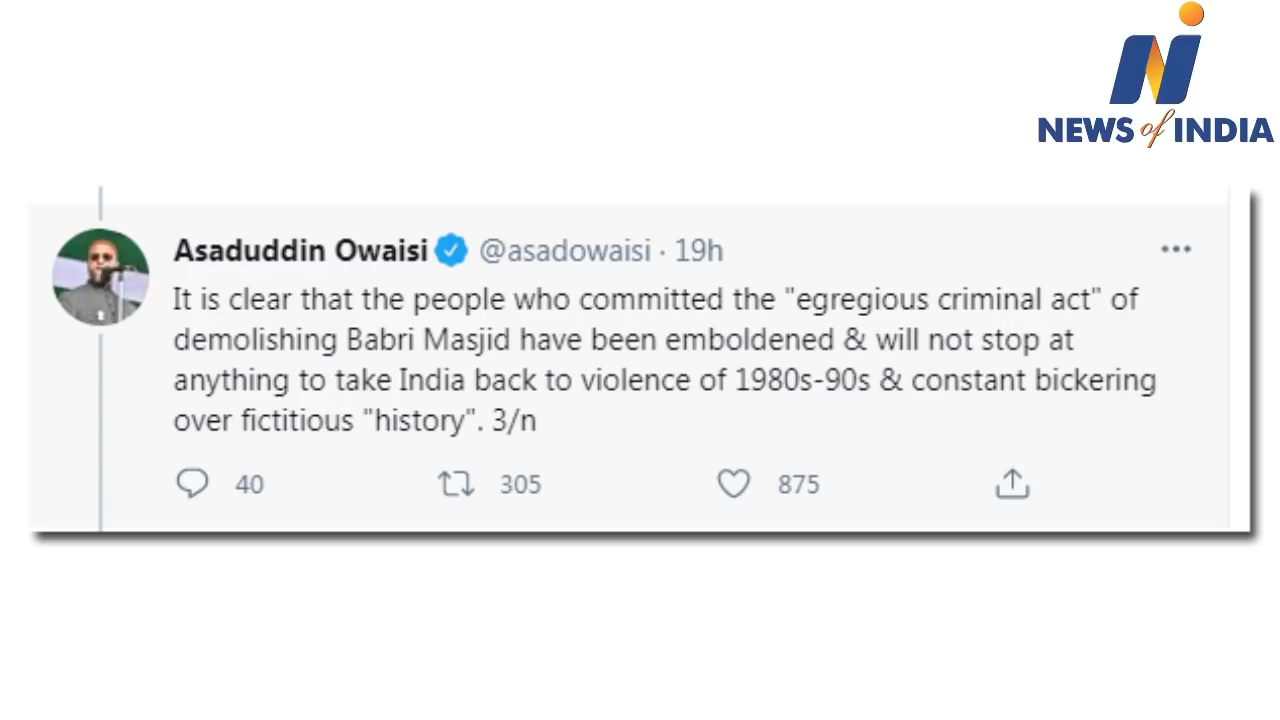 NEWS of INDIA
Asaduddin Owaisi @asadowaisi · 19h
It is clear that the people who committed the "egregious criminal act" of
demolishing Babri Masjid have been emboldened & will not stop at
anything to take India back to violence of 1980s-90s & constant bickering
over fictitious "history". 3/n
40 305 875